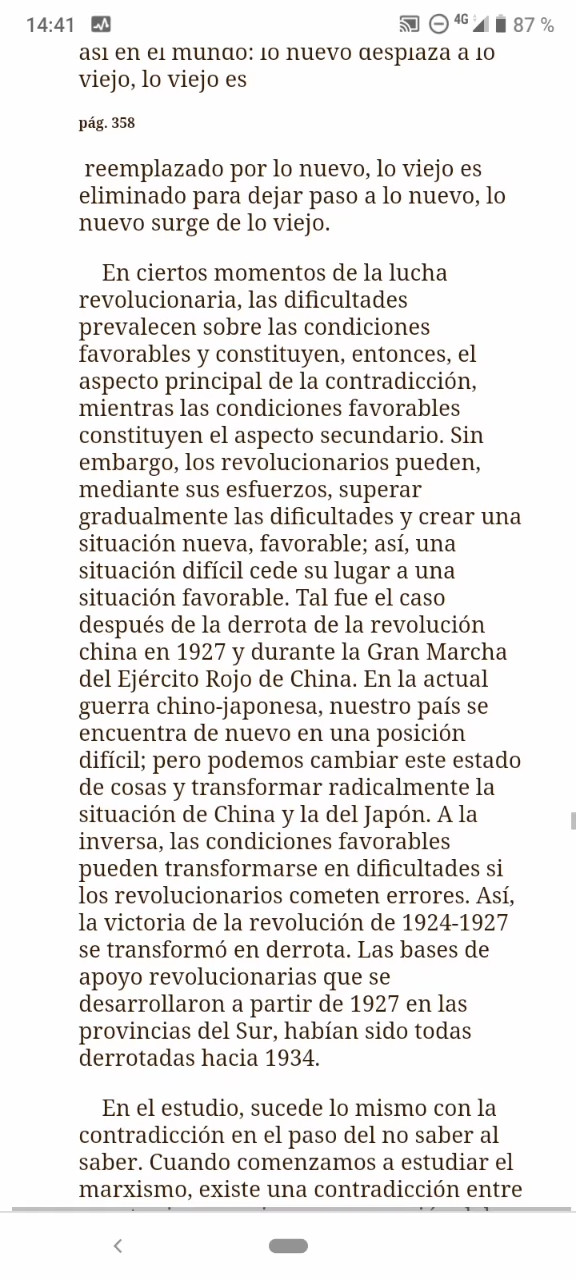 14:41 4G 87 %
así en el mundo: lo nuevo desplaza a lo
viejo, lo viejo es
pág. 358
reemplazado por lo nuevo, lo viejo es
eliminado para dejar paso a lo nuevo, lo
nuevo surge de lo viejo.
En ciertos momentos de la lucha
revolucionaria, las dificultades
prevalecen sobre las condiciones
favorables y constituyen, entonces, el
aspecto principal de la contradicción,
mientras las condiciones favorables
constituyen el aspecto secundario. Sin
embargo, los revolucionarios pueden,
mediante sus esfuerzos, superar
gradualmente las dificultades y crear una
situación nueva, favorable; así, una
situación difícil cede su lugar a una
situación favorable. Tal fue el caso
después de la derrota de la revolución
china en 1927 y durante la Gran Marcha
del Ejército Rojo de China. En la actual
guerra chino-japonesa, nuestro país se
encuentra de nuevo en una posición
difícil; pero podemos cambiar este estado
de cosas y transformar radicalmente la
situación de China y la del Japón. A la
inversa, las condiciones favorables
pueden transformarse en dificultades si
los revolucionarios cometen errores. Así,
la victoria de la revolución de 1924-1927
se transformó en derrota. Las bases de
apoyo revolucionarias que se
desarrollaron a partir de 1927 en las
provincias del Sur, habían sido todas
derrotadas hacia 1934.
En el estudio, sucede lo mismo con la
contradicción en el paso del no saber al
saber. Cuando comenzamos a estudiar el
marxismo, existe una contradicción entre